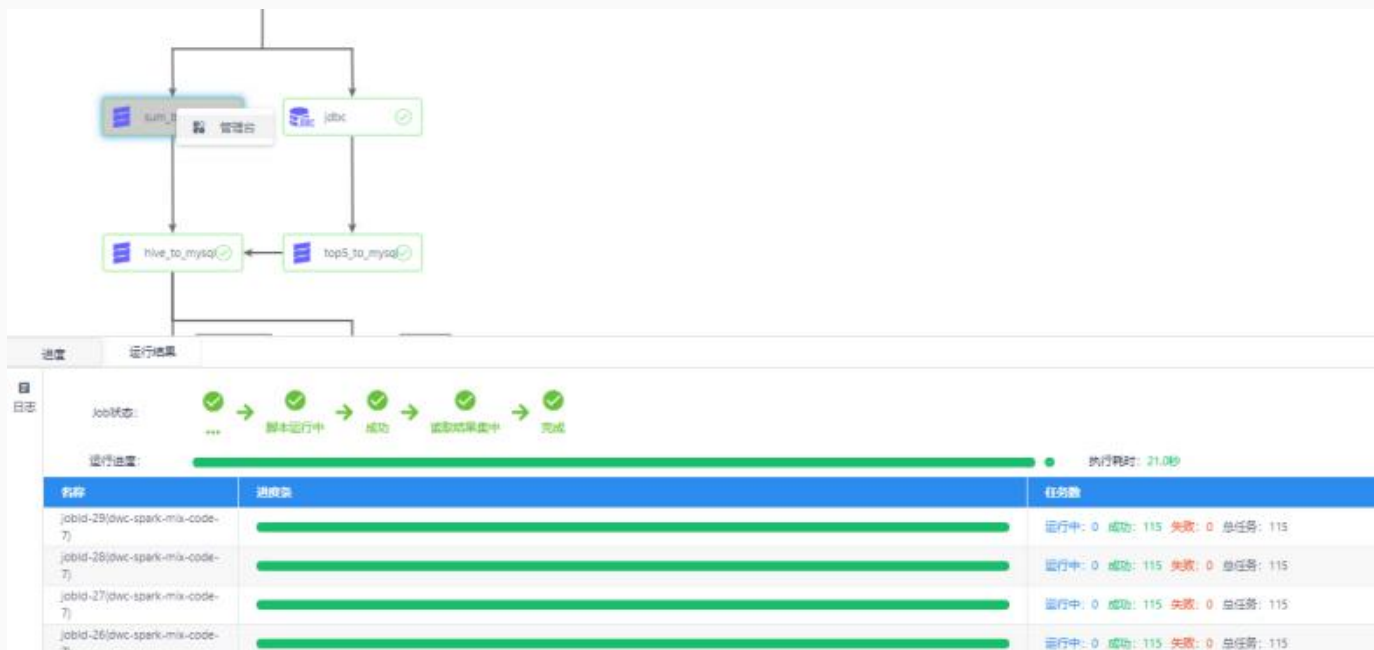 sum_t
管理台
jdbc
hive_to_mysql
top5_to_mysql
进度
运行结果
日志
Job状态:
...
脚本运行中
成功
读取结果集中
完成
运行进度:
执行耗时: 21.0秒
名称
进度条
任务数
jobId-29(dwc-spark-mix-code-
7)
运行中: 0 成功: 115 失败: 0 总任务: 115
jobId-28(dwc-spark-mix-code-
7)
运行中: 0 成功: 115 失败: 0 总任务: 115
jobId-27(dwc-spark-mix-code-
7)
运行中: 0 成功: 115 失败: 0 总任务: 115
jobId-26(dwc-spark-mix-code-
运行中: 0 成功: 115 失败: 0 总任务: 115